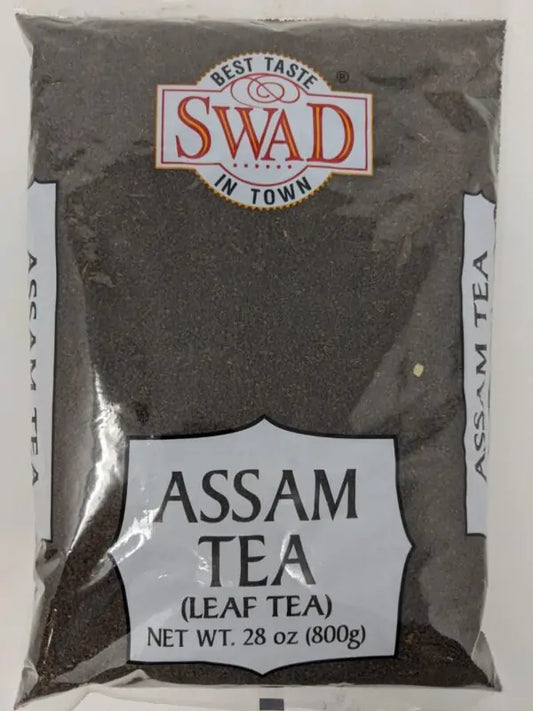 BEST TASTE
®
SWAD
IN TOWN
ASSAM TEA
ASSAM TEA
ASSAM
TEA
(LEAF TEA)
NET WT. 28 oz (800g)